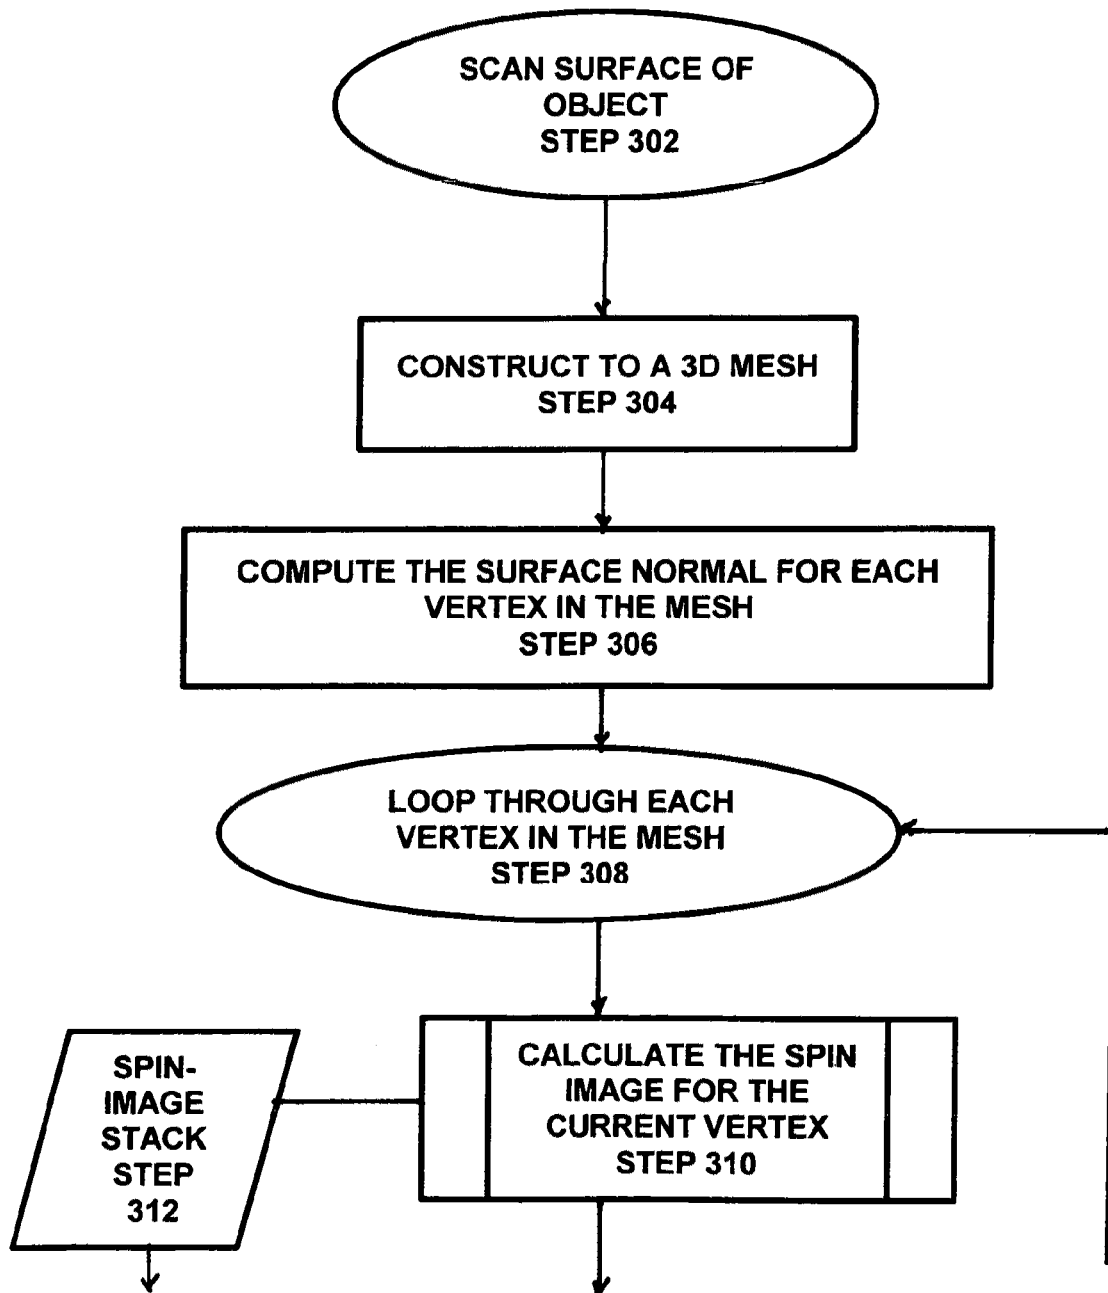 SCAN SURFACE OF
OBJECT
STEP 302
CONSTRUCT TO A 3D MESH
STEP 304
COMPUTE THE SURFACE NORMAL FOR EACH
VERTEX IN THE MESH
STEP 306
LOOP THROUGH EACH
VERTEX IN THE MESH
STEP 308
SPIN-
IMAGE
STACK
STEP
312
CALCULATE THE SPIN
IMAGE FOR THE
CURRENT VERTEX
STEP 310